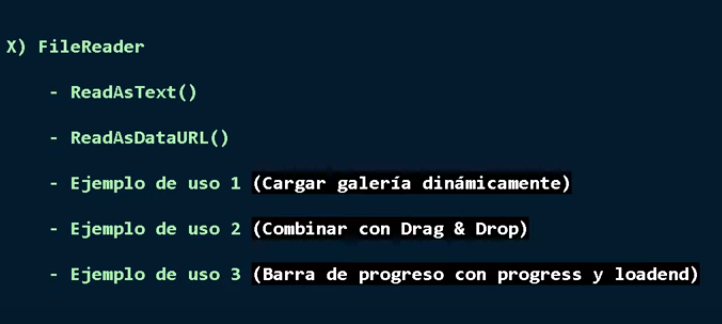 X) FileReader
- ReadAsText()
- ReadAsDataURL()
- Ejemplo de uso 1 (Cargar galería dinámicamente)
- Ejemplo de uso 2 (Combinar con Drag & Drop)
- Ejemplo de uso 3 (Barra de progreso con progress y loadend)